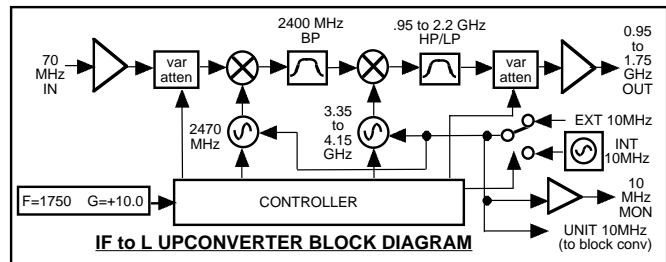 70
MHz
IN
var
atten
2400 MHz
BP
.95 to 2.2 GHz
HP/LP
var
atten
0.95
to
1.75
GHz
OUT
2470
MHz
3.35
to
4.15
GHz
EXT 10MHz
INT
10MHz
F=1750 G=+10.0
CONTROLLER
10
MHz
MON
UNIT 10MHz
(to block conv)
IF to L UPCONVERTER BLOCK DIAGRAM